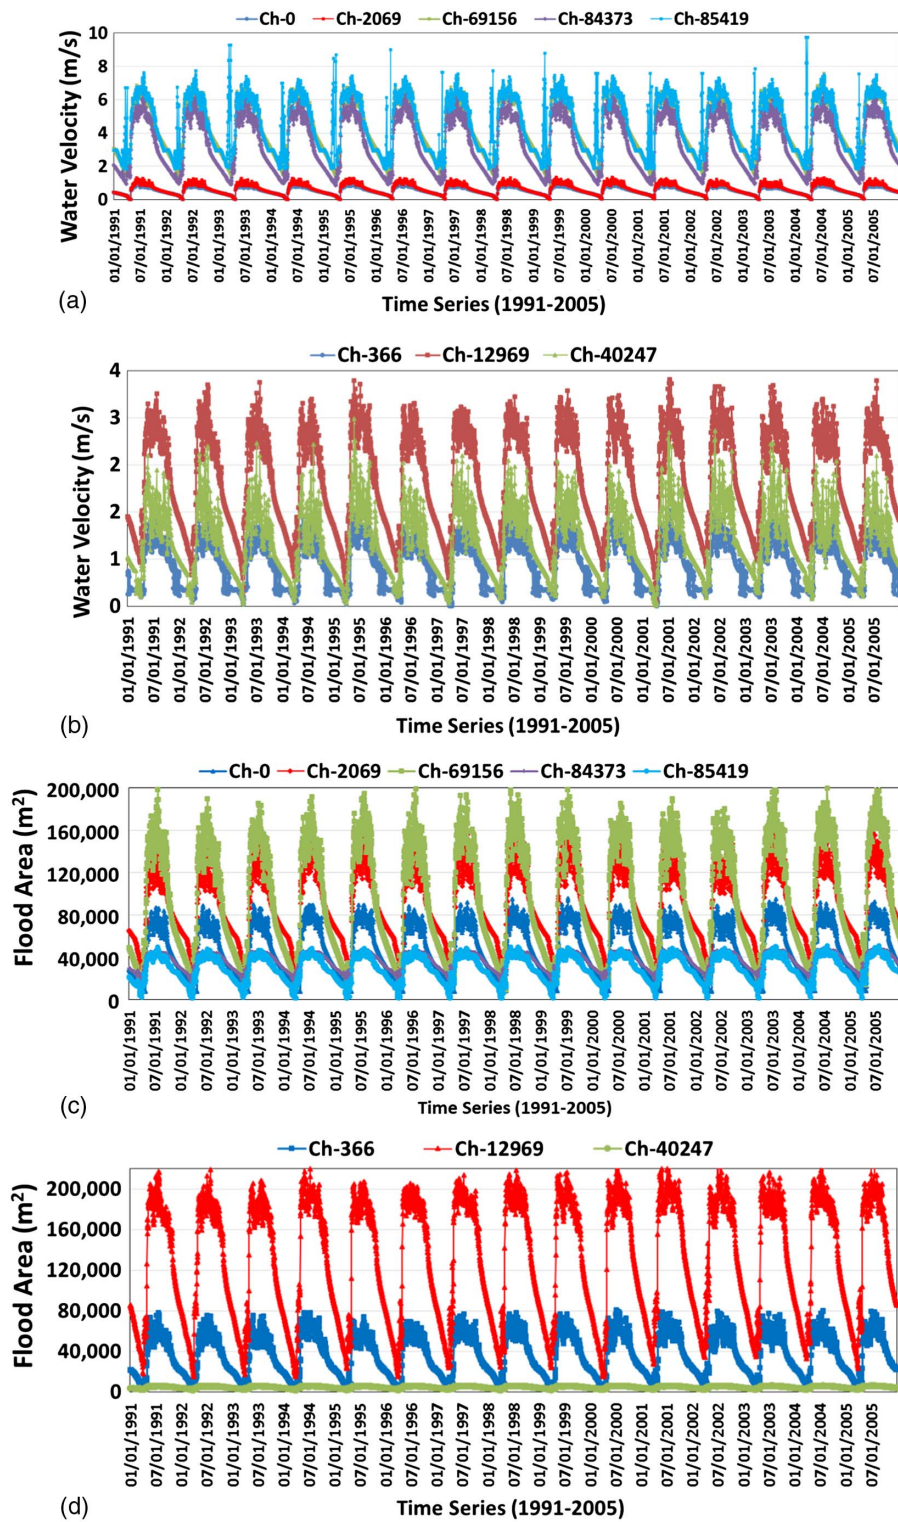 Ch-0 Ch-2069 Ch-69156 Ch-84373 Ch-85419
Water Velocity (m/s)
10
8
6
4
2
0
01/01/1991 07/01/1991 01/01/1992 07/01/1992 01/01/1993 07/01/1993 01/01/1994 07/01/1994 01/01/1995 07/01/1995 01/01/1996 07/01/1996 01/01/1997 07/01/1997 01/01/1998 07/01/1998 01/01/1999 07/01/1999 01/01/2000 07/01/2000 01/01/2001 07/01/2001 01/01/2002 07/01/2002 01/01/2003 07/01/2003 01/01/2004 07/01/2004 01/01/2005 07/01/2005
(a)
Time Series (1991-2005)
Ch-366 Ch-12969 Ch-40247
Water Velocity (m/s)
4
3
2
2
1
0
01/01/1991 07/01/1991 01/01/1992 07/01/1992 01/01/1993 07/01/1993 01/01/1994 07/01/1994 01/01/1995 07/01/1995 01/01/1996 07/01/1996 01/01/1997 07/01/1997 01/01/1998 07/01/1998 01/01/1999 07/01/1999 01/01/2000 07/01/2000 01/01/2001 07/01/2001 01/01/2002 07/01/2002 01/01/2003 07/01/2003 01/01/2004 07/01/2004 01/01/2005 07/01/2005
(b)
Time Series (1991-2005)
Ch-0 Ch-2069 Ch-69156 Ch-84373 Ch-85419
Flood Area (m²)
200,000
160,000
120,000
80,000
40,000
0
01/01/1991 07/01/1991 01/01/1992 07/01/1992 01/01/1993 07/01/1993 01/01/1994 07/01/1994 01/01/1995 07/01/1995 01/01/1996 07/01/1996 01/01/1997 07/01/1997 01/01/1998 07/01/1998 01/01/1999 07/01/1999 01/01/2000 07/01/2000 01/01/2001 07/01/2001 01/01/2002 07/01/2002 01/01/2003 07/01/2003 01/01/2004 07/01/2004 01/01/2005 07/01/2005
(c)
Time Series (1991-2005)
Ch-366 Ch-12969 Ch-40247
Flood Area (m²)
200,000
160,000
120,000
80,000
40,000
0
01/01/1991 07/01/1991 01/01/1992 07/01/1992 01/01/1993 07/01/1993 01/01/1994 07/01/1994 01/01/1995 07/01/1995 01/01/1996 07/01/1996 01/01/1997 07/01/1997 01/01/1998 07/01/1998 01/01/1999 07/01/1999 01/01/2000 07/01/2000 01/01/2001 07/01/2001 01/01/2002 07/01/2002 01/01/2003 07/01/2003 01/01/2004 07/01/2004 01/01/2005 07/01/2005
(d)
Time Series (1991-2005)